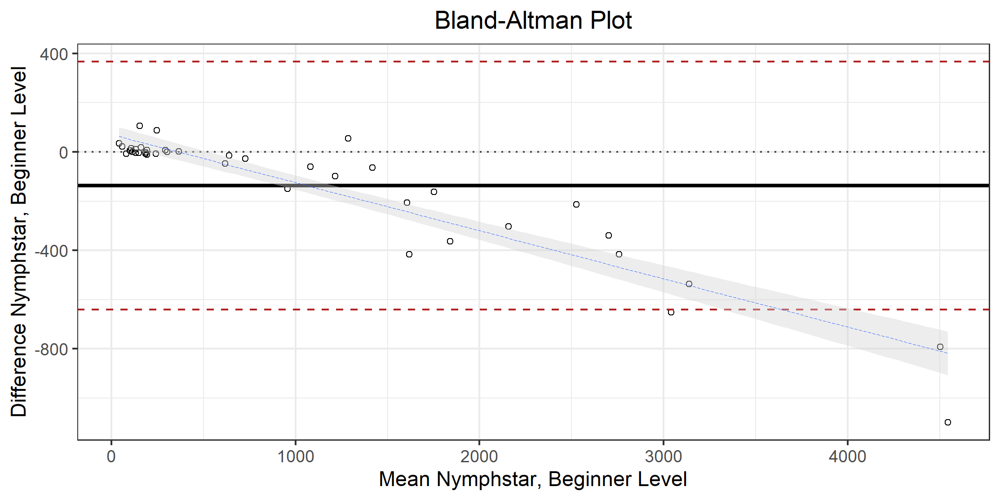 Bland-Altman Plot
Difference Nymphstar, Beginner Level
400
0
-400
-800
0 1000 2000 3000 4000
Mean Nymphstar, Beginner Level